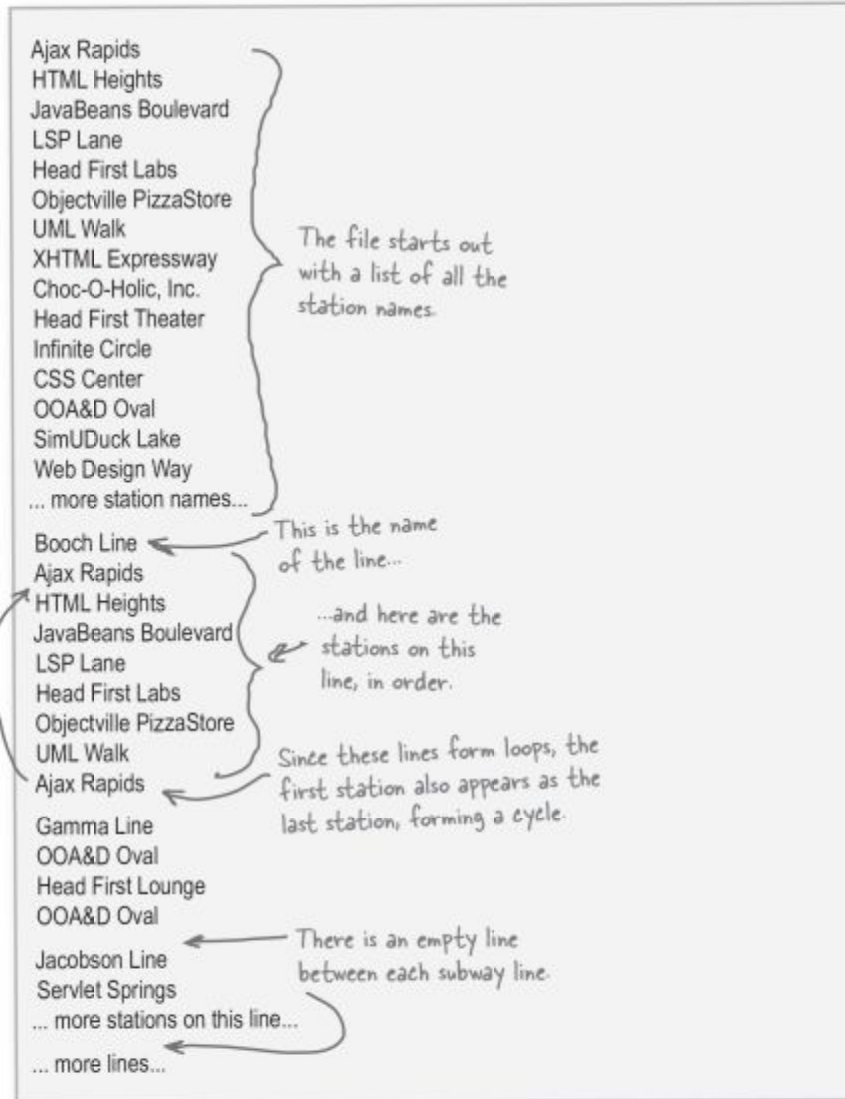 Ajax Rapids
HTML Heights
JavaBeans Boulevard
LSP Lane
Head First Labs
Objectville PizzaStore
UML Walk
XHTML Expressway
Choc-O-Holic, Inc.
Head First Theater
Infinite Circle
CSS Center
OOA&D Oval
SimUDuck Lake
Web Design Way
... more station names...
The file starts out
with a list of all the
station names.
Booch Line
Ajax Rapids
HTML Heights
JavaBeans Boulevard
LSP Lane
Head First Labs
Objectville PizzaStore
UML Walk
Ajax Rapids
This is the name
of the line...
...and here are the
stations on this
line, in order.
Since these lines form loops, the
first station also appears as the
last station, forming a cycle.
Gamma Line
OOA&D Oval
Head First Lounge
OOA&D Oval
Jacobson Line
Servlet Springs
... more stations on this line...
... more lines...
There is an empty line
between each subway line.